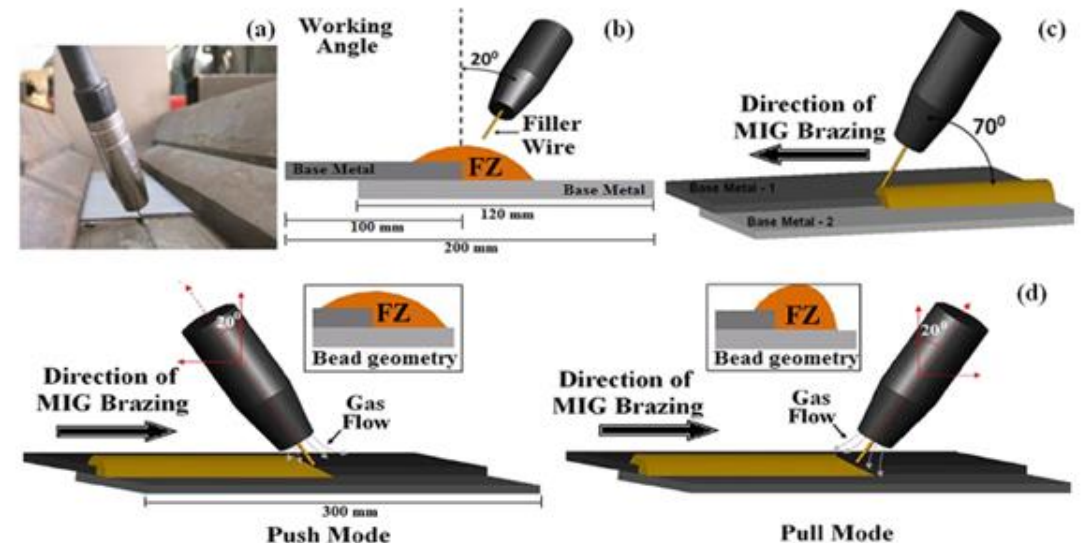 (a)
Working
Angle
20⁰
(b)
Filler
Wire
FZ
Base Metal
Base Metal
120 mm
100 mm
200 mm
(c)
Direction of
MIG Brazing
70⁰
Base Metal - 1
Base Metal - 2
20⁰
FZ
Bead geometry
Direction of
MIG Brazing
Gas
Flow
300 mm
Push Mode
(d)
FZ
Bead geometry
20⁰
Direction of
MIG Brazing
Gas
Flow
Pull Mode